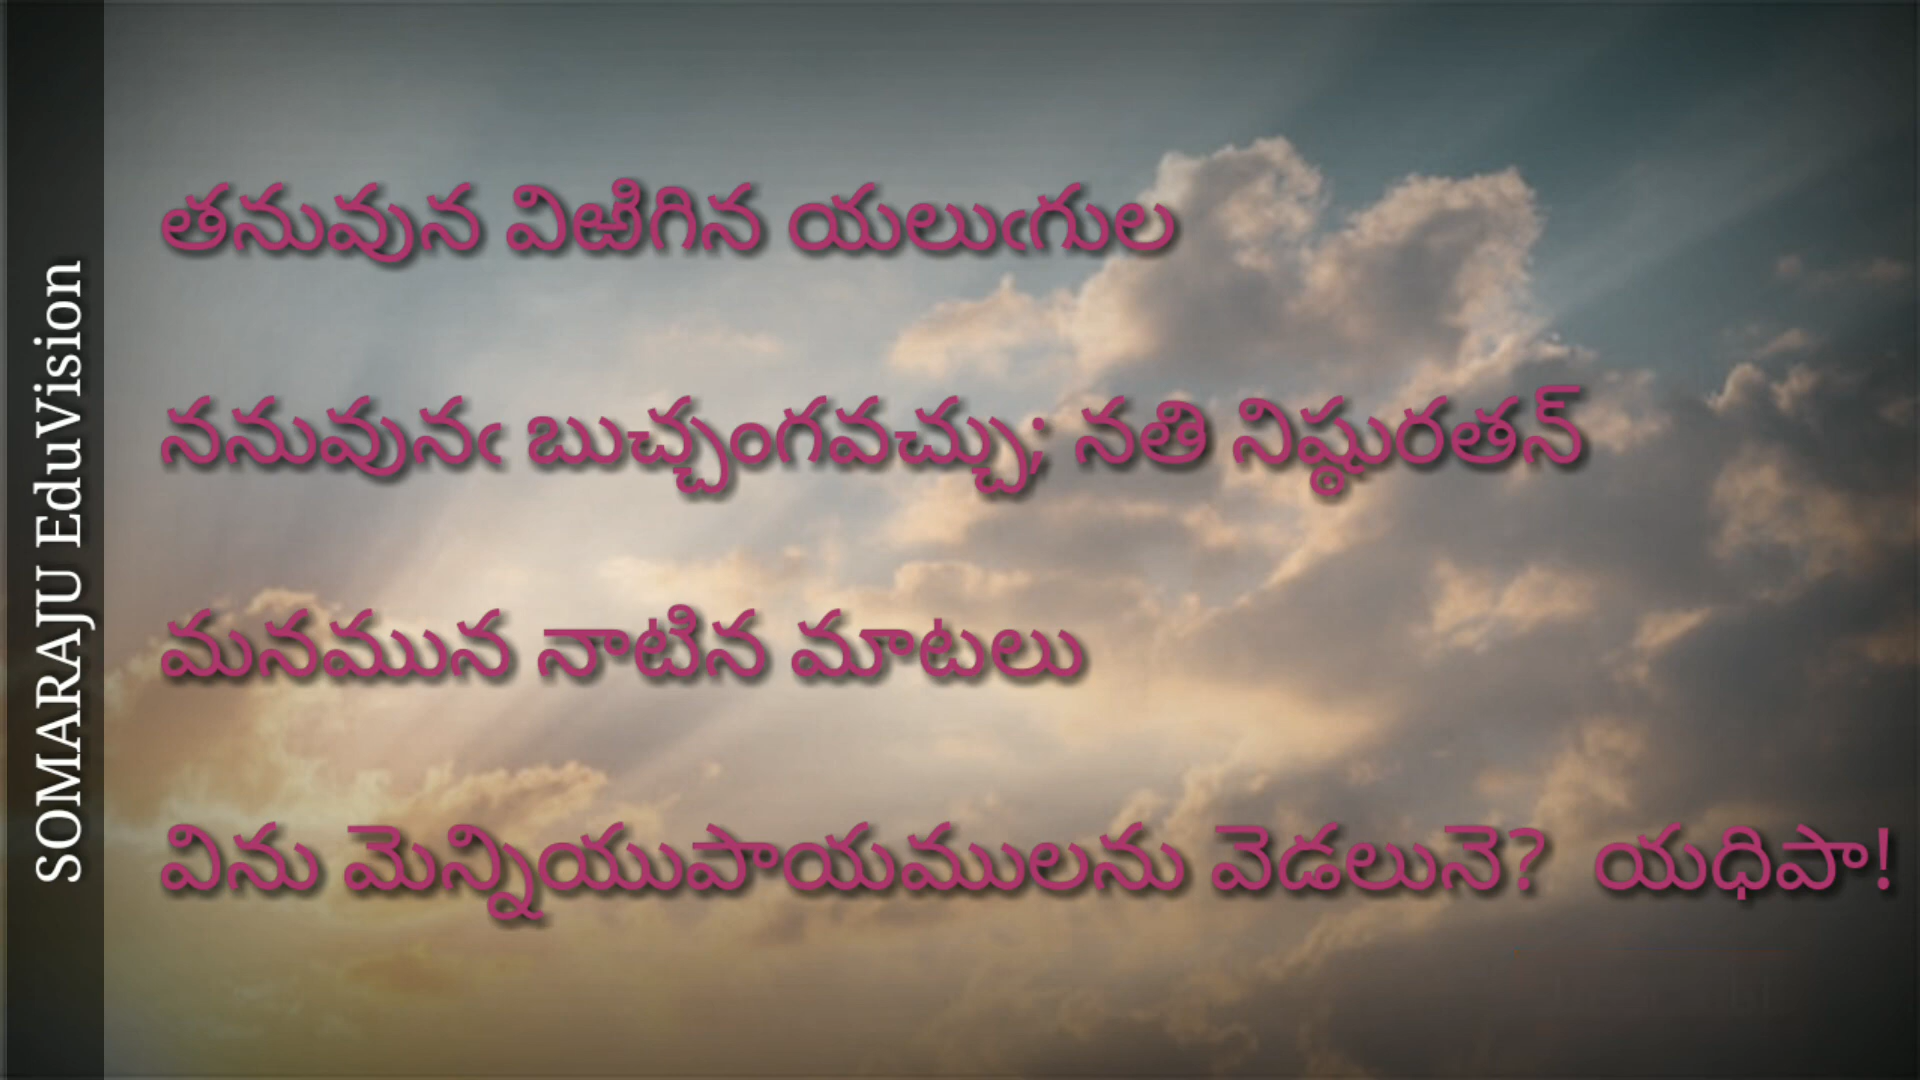 SOMARAJU EduVision
తనువున విఱిగిన యలుఁగుల
ననువునఁ బుచ్చంగవచ్చు; నతి నిష్ఠురతన్
మనమున నాటిన మాటలు
విను మెన్నియుపాయములను వెడలునె? యధిపా!